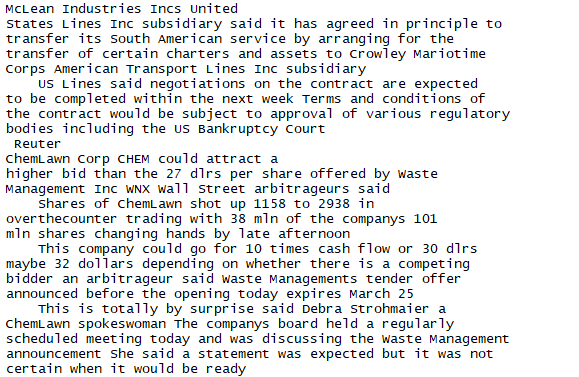 McLean Industries Incs United
States Lines Inc subsidiary said it has agreed in principle to
transfer its South American service by arranging for the
transfer of certain charters and assets to Crowley Mariotime
Corps American Transport Lines Inc subsidiary
US Lines said negotiations on the contract are expected
to be completed within the next week Terms and conditions of
the contract would be subject to approval of various regulatory
bodies including the US Bankruptcy Court
Reuter
ChemLawn Corp CHEM could attract a
higher bid than the 27 dlrs per share offered by Waste
Management Inc WNX Wall Street arbitrageurs said
Shares of ChemLawn shot up 1158 to 2938 in
overthecounter trading with 38 mln of the companys 101
mln shares changing hands by late afternoon
This company could go for 10 times cash flow or 30 dlrs
maybe 32 dollars depending on whether there is a competing
bidder an arbitrageur said Waste Managements tender offer
announced before the opening today expires March 25
This is totally by surprise said Debra Strohmaier a
ChemLawn spokeswoman The companys board held a regularly
scheduled meeting today and was discussing the Waste Management
announcement She said a statement was expected but it was not
certain when it would be ready